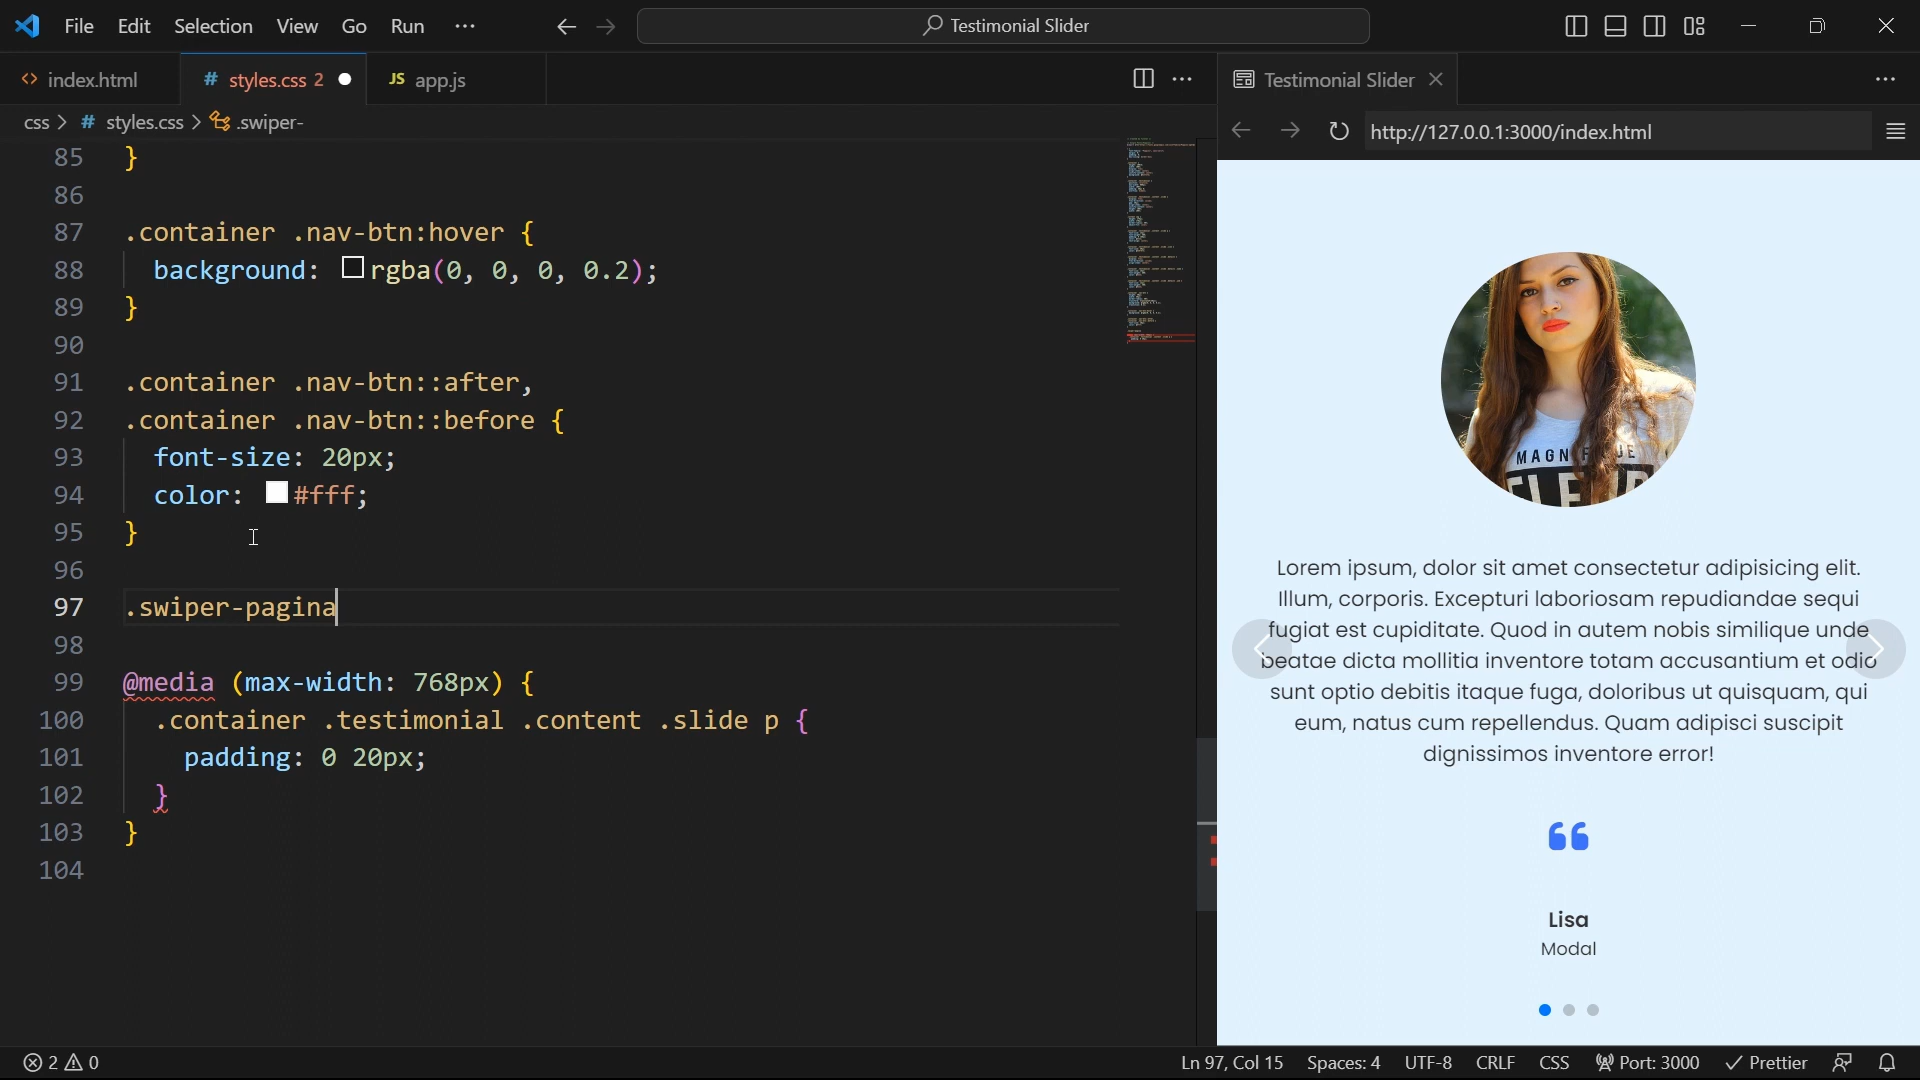 File Edit Selection View Go Run ··· Testimonial Slider
index.html # styles.css 2 JS app.js ··· Testimonial Slider ···
css > # styles.css > .swiper- http://127.0.0.1:3000/index.html
85 }
86
87 .container .nav-btn:hover {
88 background: rgba(0, 0, 0, 0.2);
89 }
90
91 .container .nav-btn::after,
92 .container .nav-btn::before {
93 font-size: 20px;
94 color: #fff;
95 }
96
97 .swiper-pagina
98
99 @media (max-width: 768px) {
100 .container .testimonial .content .slide p {
101 padding: 0 20px;
102 }
103 }
104
MAGN
Lorem ipsum, dolor sit amet consectetur adipisicing elit.
Illum, corporis. Excepturi laboriosam repudiandae sequi
fugiat est cupiditate. Quod in autem nobis similique unde
beatae dicta mollitia inventore totam accusantium et odio
sunt optio debitis itaque fuga, doloribus ut quisquam, qui
eum, natus cum repellendus. Quam adipisci suscipit
dignissimos inventore error!
Lisa
Modal
2 0 Ln 97, Col 15 Spaces: 4 UTF-8 CRLF CSS Port: 3000 Prettier